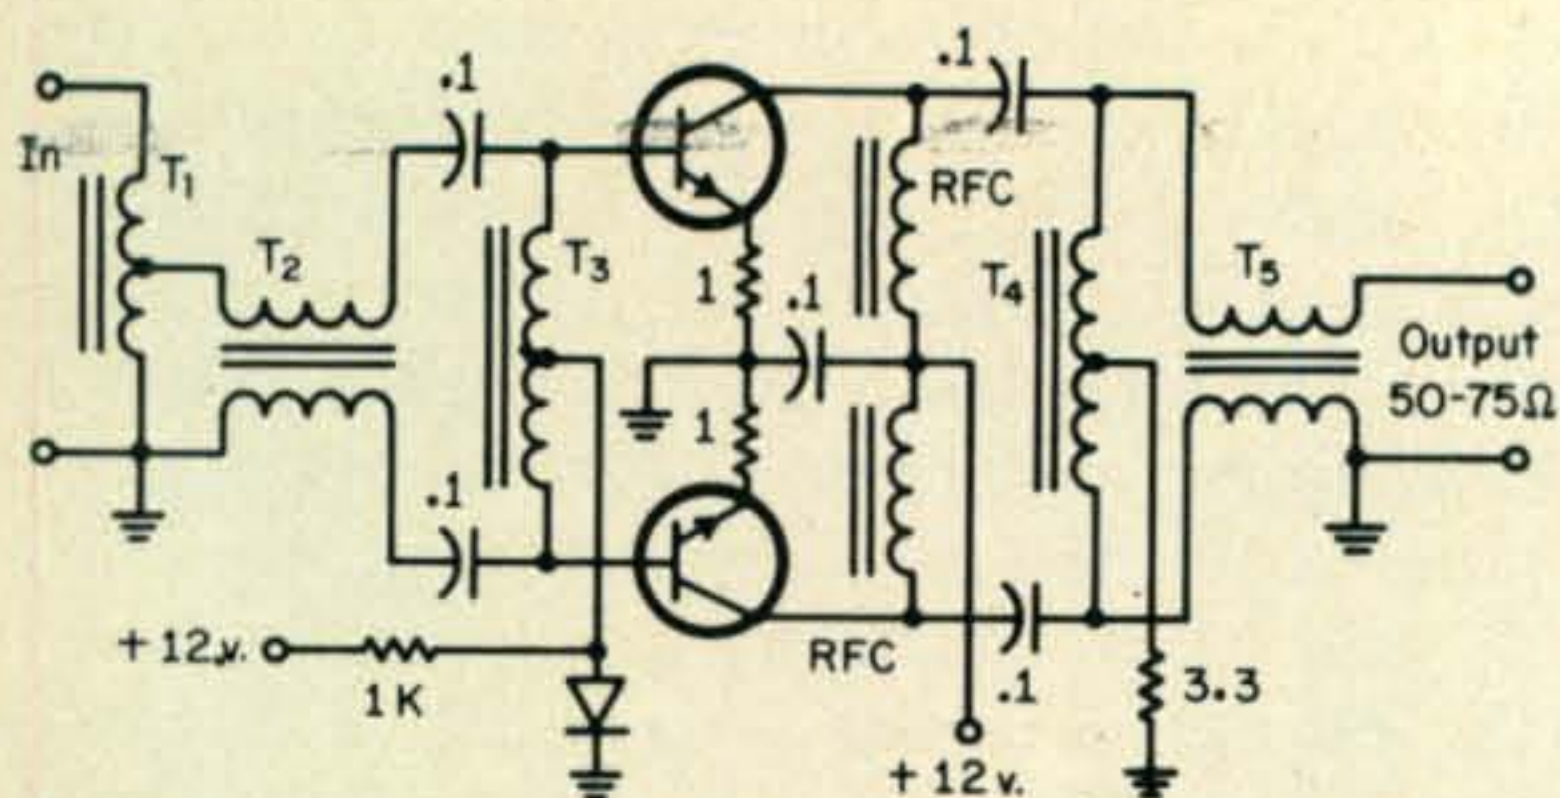 .1
.1
In
T1
RFC
T2
T3
T4
T5
1
.1
Output
50-75Ω
1
.1
+12v.
1K
RFC
.1
3.3
+12v.